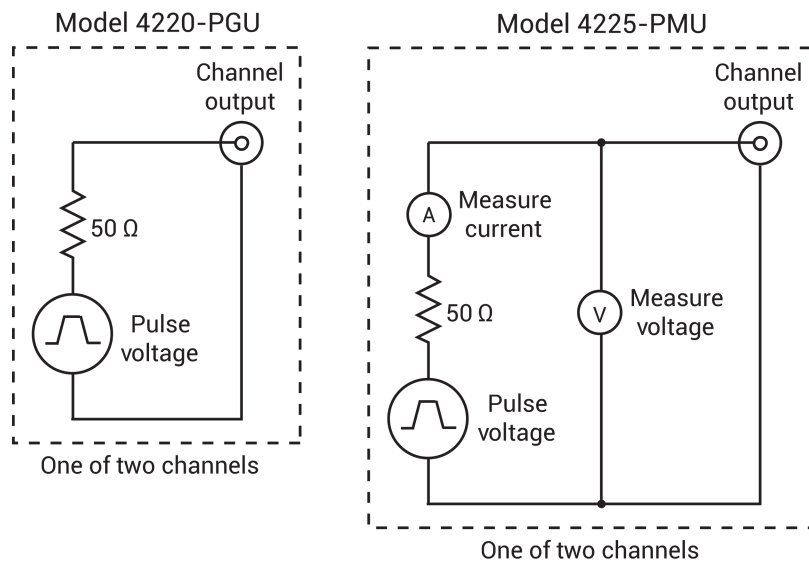 Model 4220-PGU
Channel
output
50 Ω
Pulse
voltage
One of two channels
Model 4225-PMU
Channel
output
A
Measure
current
50 Ω
V
Measure
voltage
Pulse
voltage
One of two channels